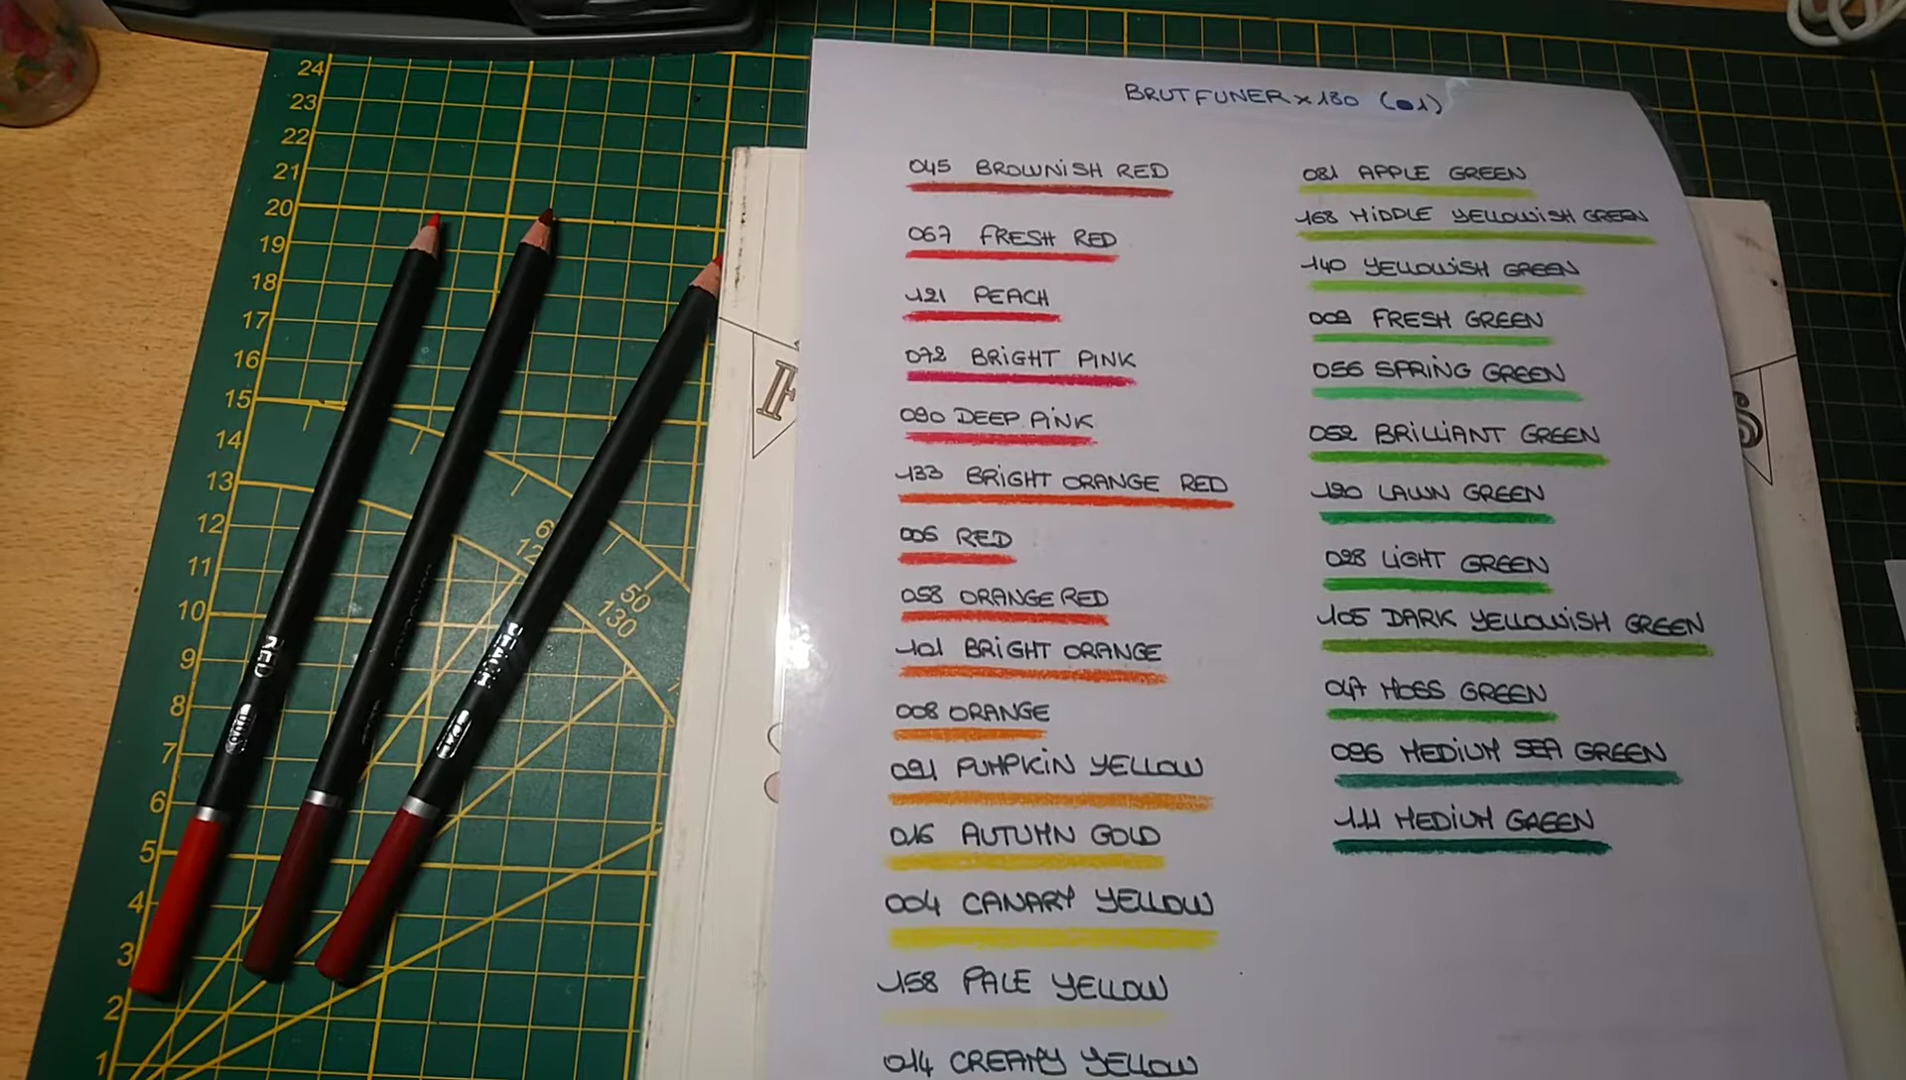 BRUTFUNER x 180 (01)
045 BROWNISH RED
067 FRESH RED
121 PEACH
072 BRIGHT PINK
090 DEEP PINK
133 BRIGHT ORANGE RED
006 RED
058 ORANGE RED
101 BRIGHT ORANGE
008 ORANGE
091 PUMPKIN YELLOW
016 AUTUMN GOLD
004 CANARY YELLOW
158 PALE YELLOW
014 CREAMY YELLOW
081 APPLE GREEN
168 MIDDLE YELLOWISH GREEN
140 YELLOWISH GREEN
009 FRESH GREEN
056 SPRING GREEN
052 BRILLIANT GREEN
120 LAWN GREEN
028 LIGHT GREEN
105 DARK YELLOWISH GREEN
047 MOSS GREEN
096 MEDIUM SEA GREEN
111 MEDIUM GREEN
RED
PEACH
24
23
22
21
20
19
18
17
16
15
14
13
12
11
10
9
8
7
6
5
4
3
2
1
50
130